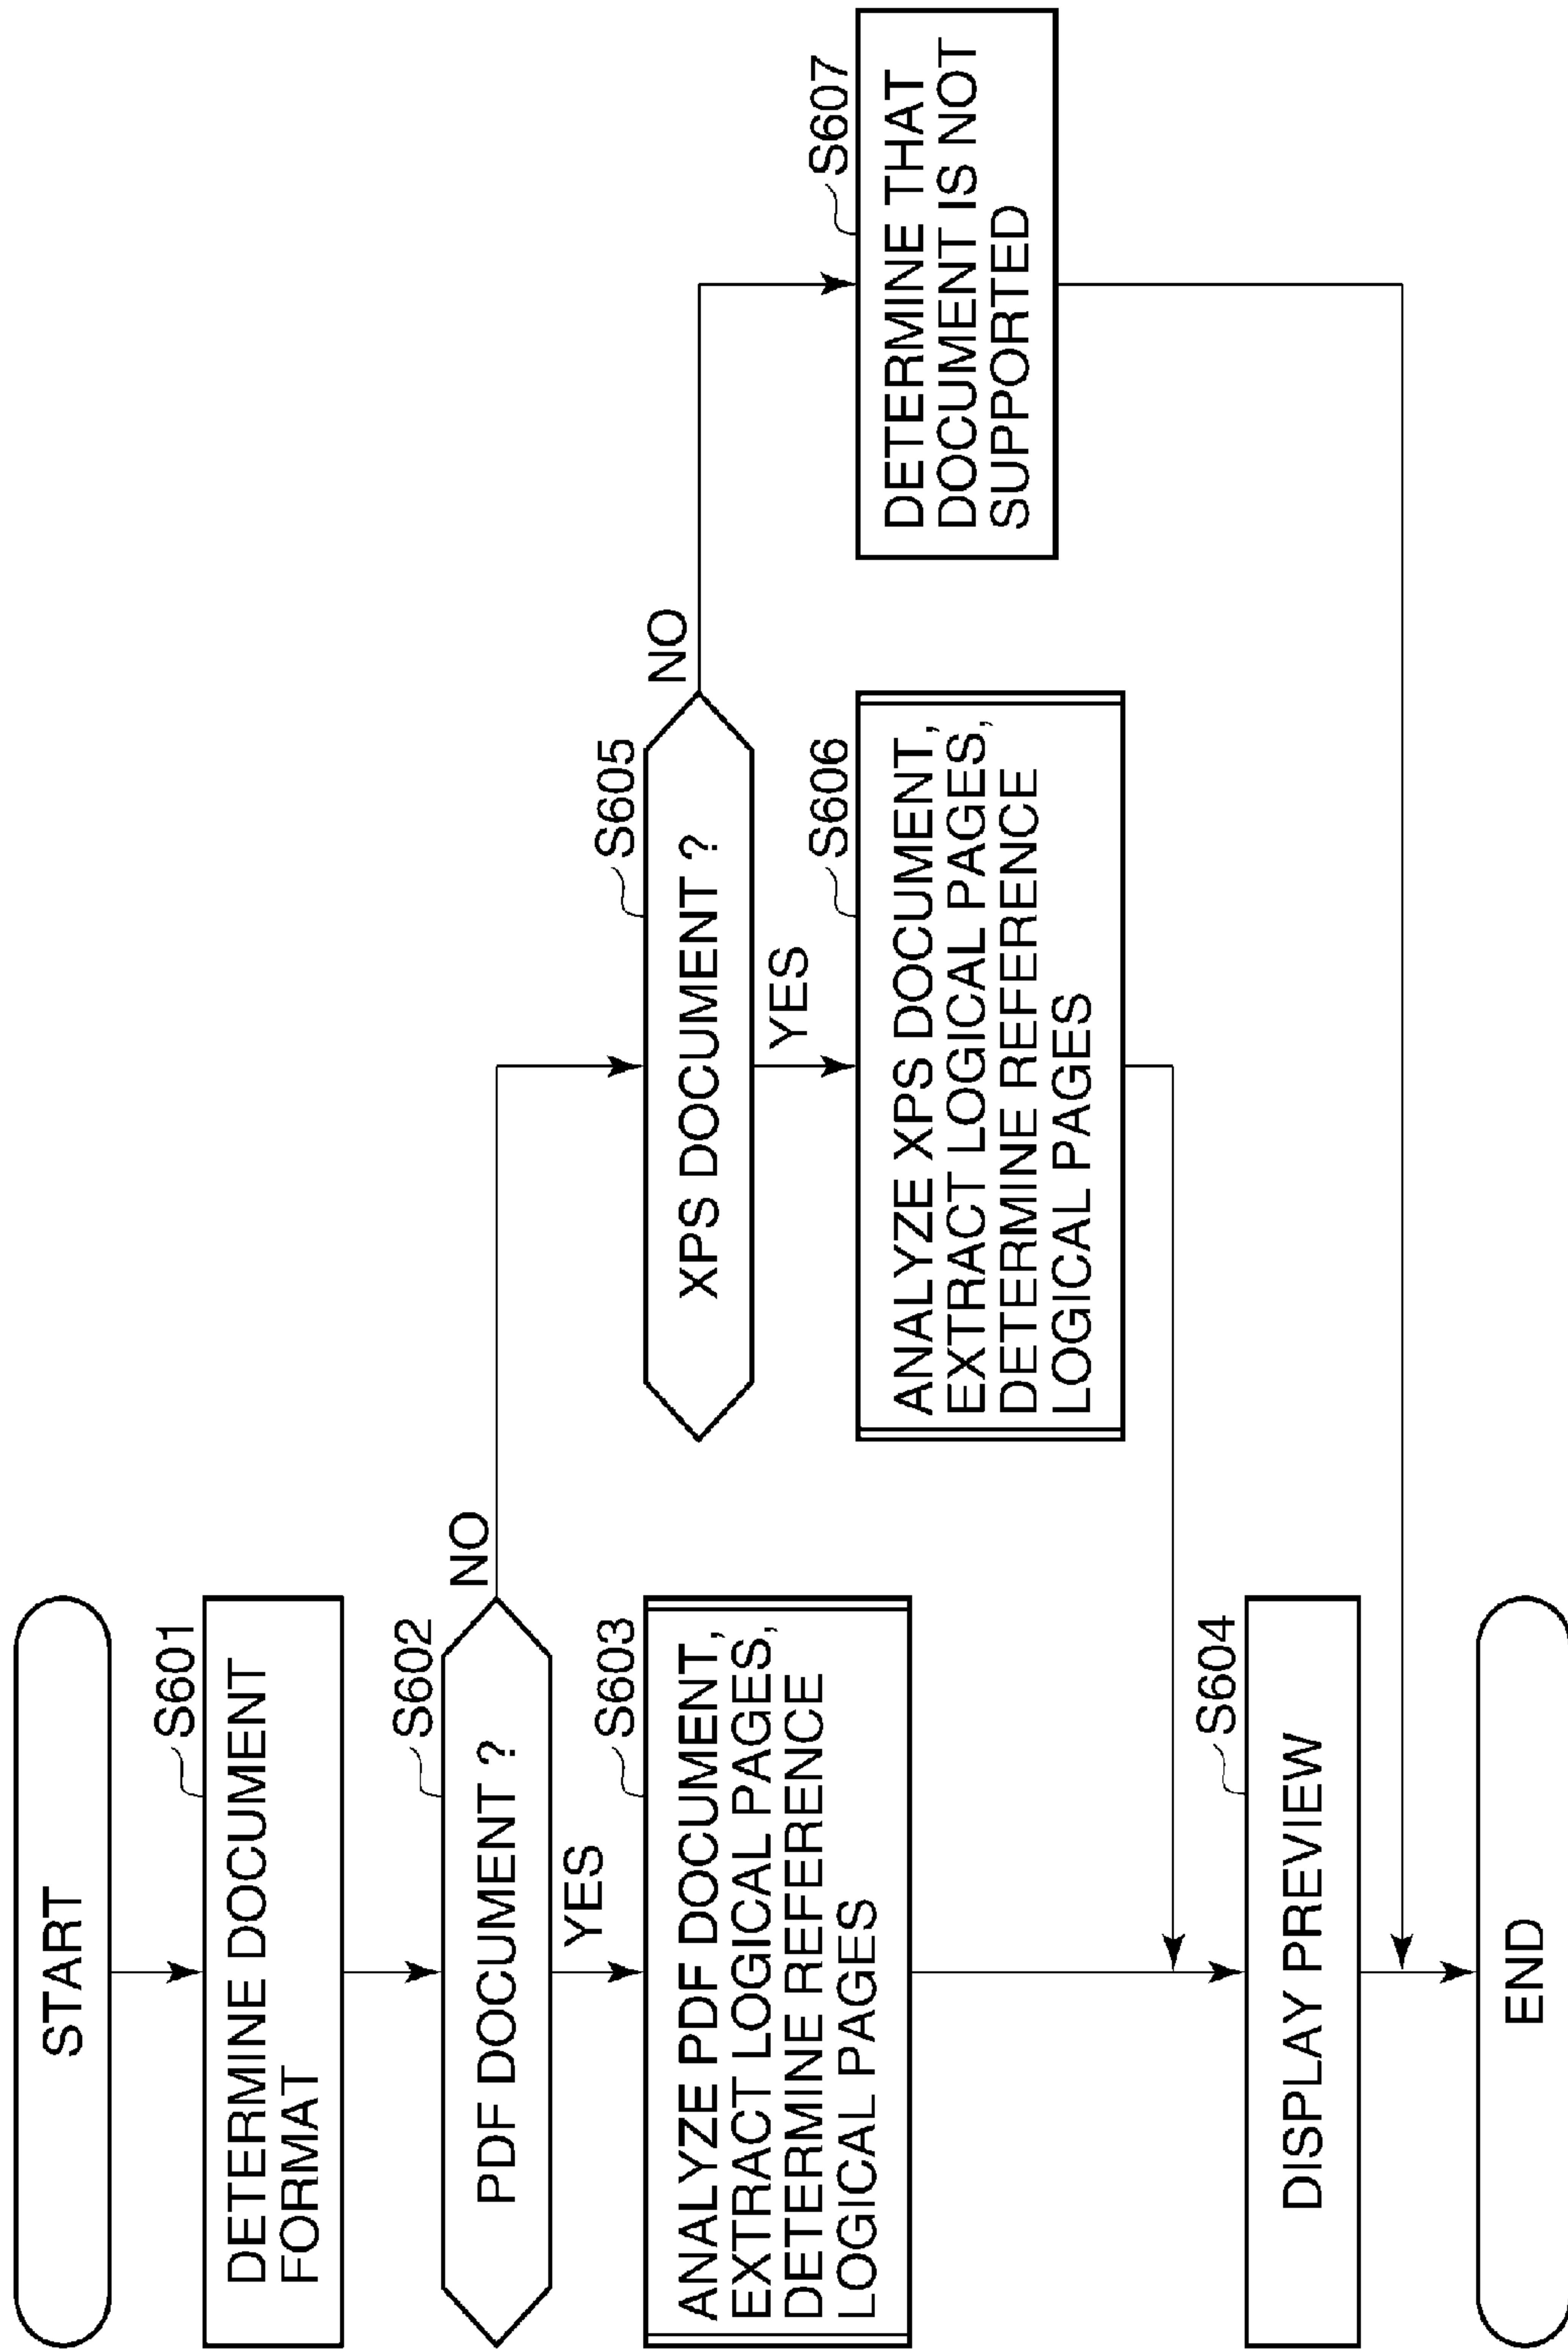 START
S601
DETERMINE DOCUMENT
FORMAT
S602
PDF DOCUMENT ?
NO
YES
S603
ANALYZE PDF DOCUMENT,
EXTRACT LOGICAL PAGES,
DETERMINE REFERENCE
LOGICAL PAGES
S605
XPS DOCUMENT ?
NO
YES
S606
ANALYZE XPS DOCUMENT,
EXTRACT LOGICAL PAGES,
DETERMINE REFERENCE
LOGICAL PAGES
S607
DETERMINE THAT
DOCUMENT IS NOT
SUPPORTED
S604
DISPLAY PREVIEW
END